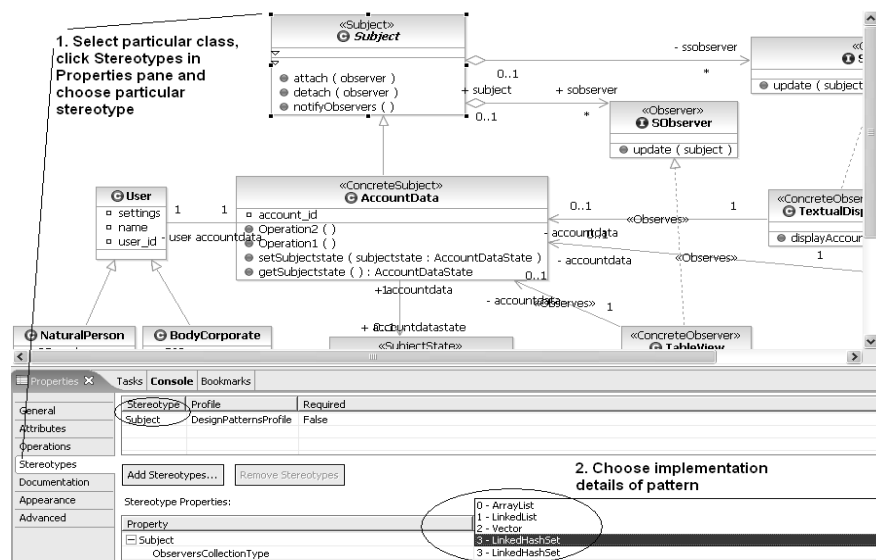 1. Select particular class,
click Stereotypes in
Properties pane and
choose particular
stereotype
«Subject»
Subject
attach ( observer )
detach ( observer )
notifyObservers ( )
- ssobserver
0..1
*
+ subject
+ sobserver
0..1
*
update ( subject
«Observer»
SObserver
update ( subject )
User
settings
name
user_id
1
1
- user
accountdata
«ConcreteSubject»
AccountData
account_id
Operation2 ( )
Operation1 ( )
setSubjectstate ( subjectstate : AccountDataState )
getSubjectstate ( ) : AccountDataState
0..1
«Observes»
1
- accountdata
0..1
«ConcreteObser
TextualDisp
displayAccoun
- accountdata
«Observes»
1
0..1
- accountdata
«Observes»
1
+ accountdata
+ accountdatastate
NaturalPerson
BodyCorporate
«SubjectState»
«ConcreteObserver»
TableView
Properties
Tasks
Console
Bookmarks
General
Attributes
Operations
Stereotypes
Documentation
Appearance
Advanced
Stereotype
Profile
Required
Subject
DesignPatternsProfile
False
Add Stereotypes...
Remove Stereotypes
2. Choose implementation
details of pattern
Stereotype Properties:
Property
Subject
ObserversCollectionType
0 - ArrayList
1 - LinkedList
2 - Vector
3 - LinkedHashSet
3 - LinkedHashSet